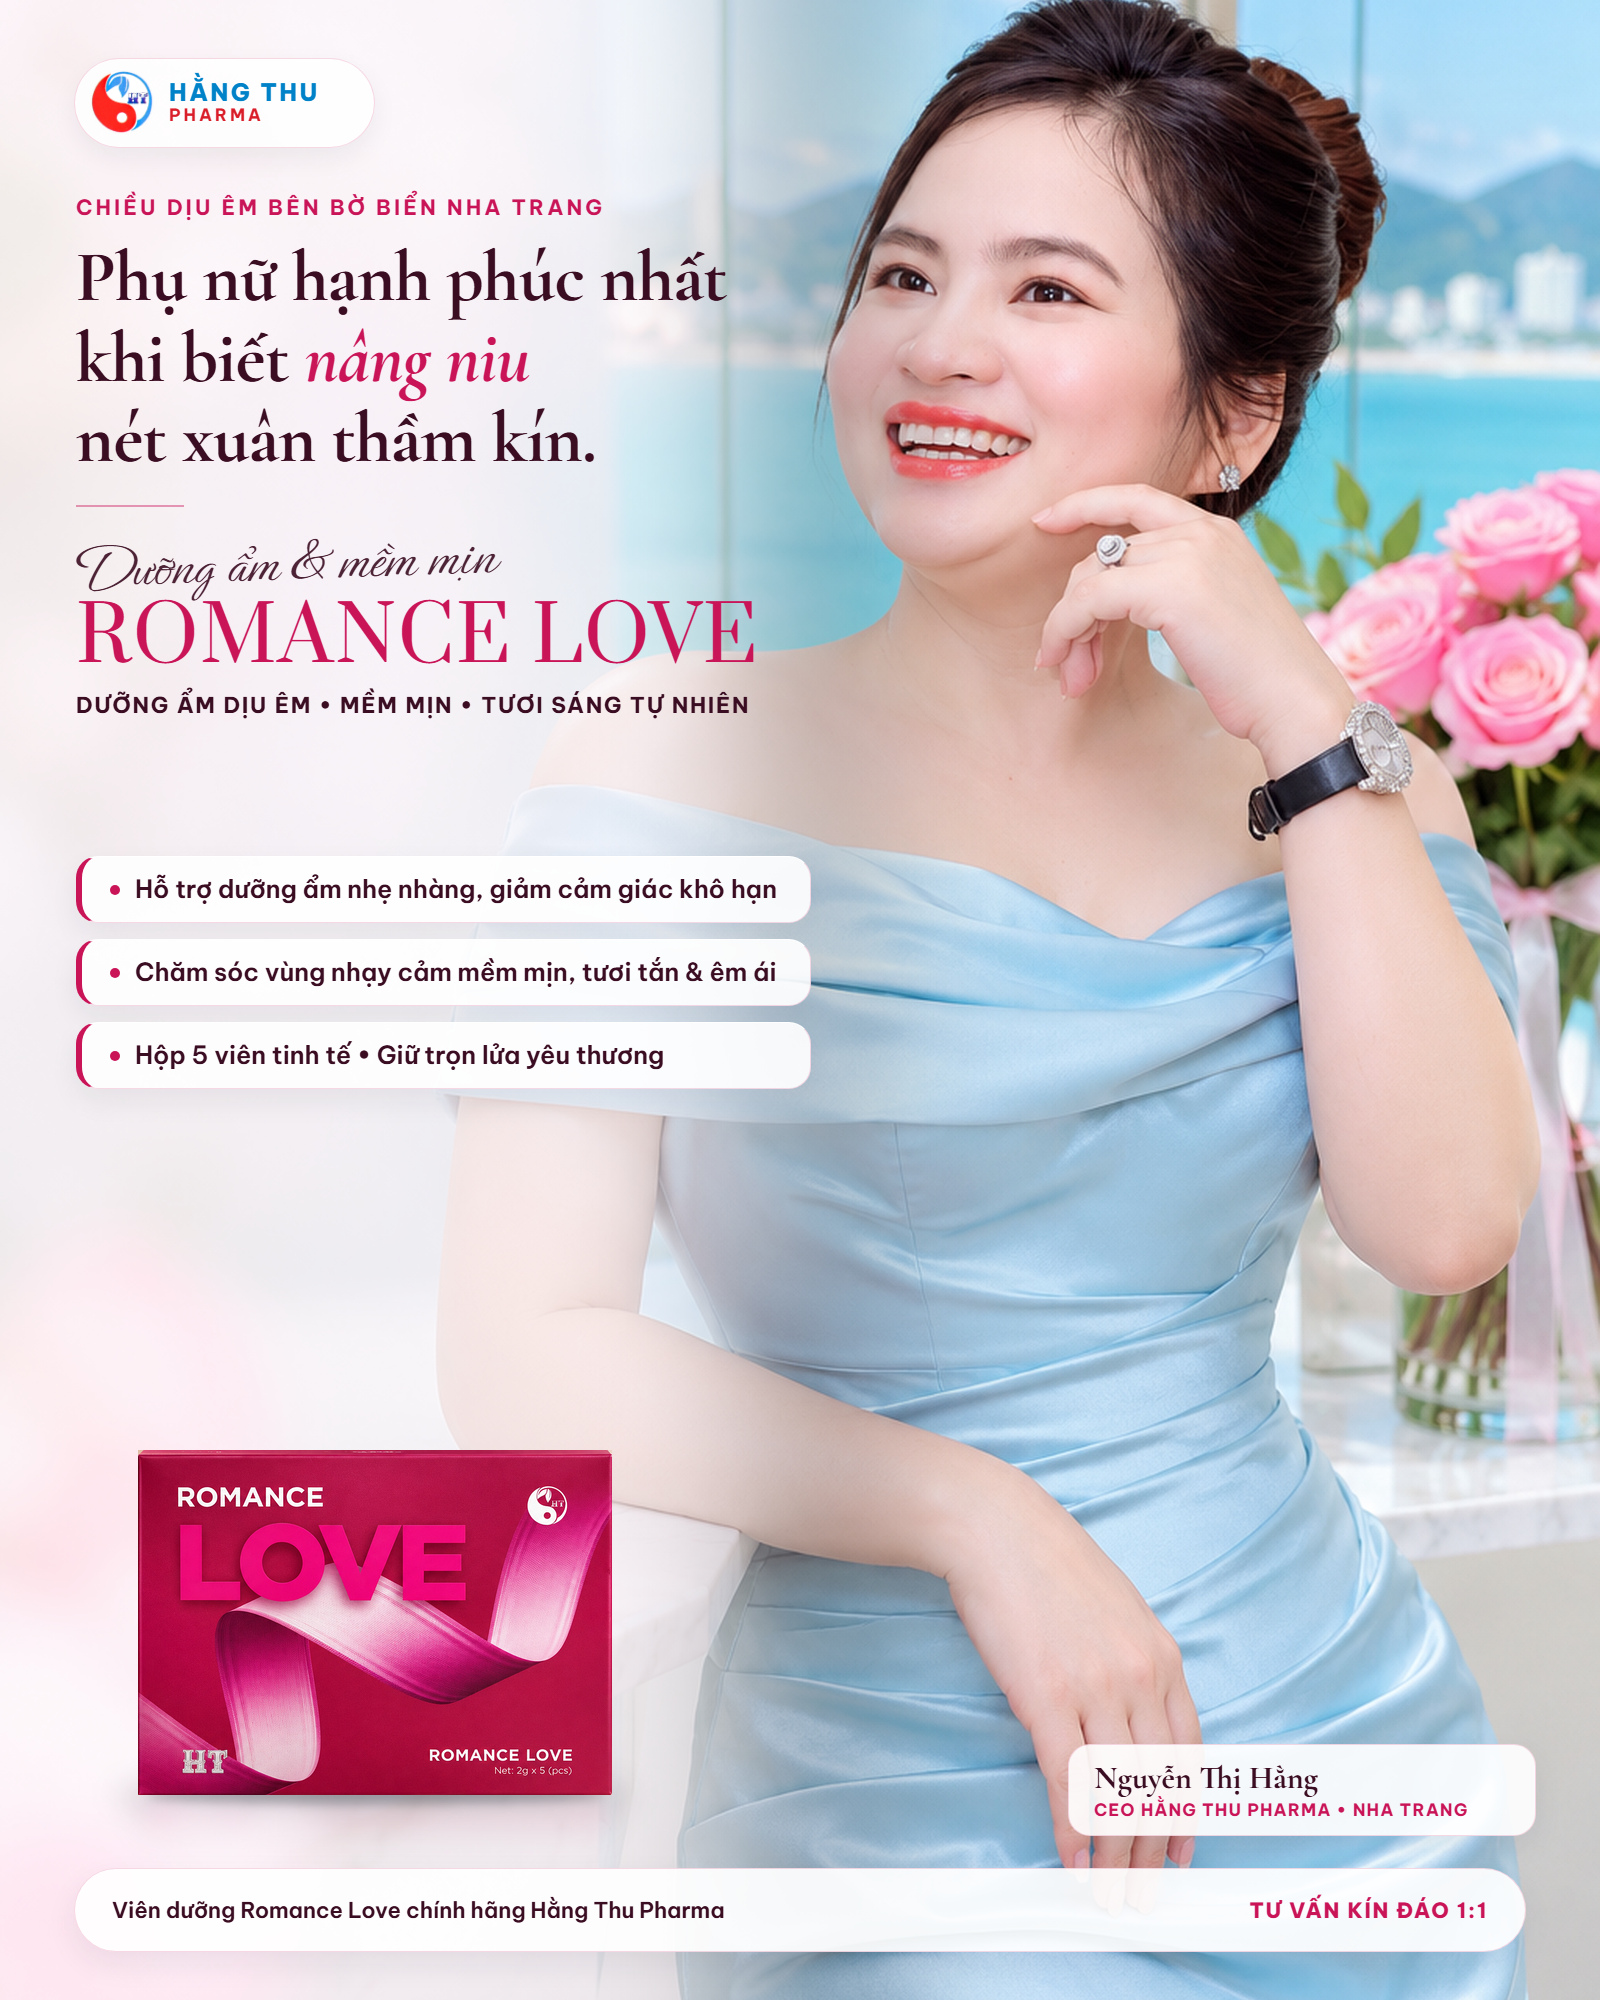 HẰNG THU
PHARMA
CHIỀU DỊU ÊM BÊN BỜ BIỂN NHA TRANG
Phụ nữ hạnh phúc nhất
khi biết nâng niu
nét xuân thầm kín.
Dưỡng ẩm & mềm mịn
ROMANCE LOVE
DƯỠNG ẨM DỊU ÊM • MỀM MỊN • TƯƠI SÁNG TỰ NHIÊN
• Hỗ trợ dưỡng ẩm nhẹ nhàng, giảm cảm giác khô hạn
• Chăm sóc vùng nhạy cảm mềm mịn, tươi tắn & êm ái
• Hộp 5 viên tinh tế • Giữ trọn lửa yêu thương
ROMANCE
LOVE
HT
HT
ROMANCE LOVE
Net: 2g x 5 (pcs)
Nguyễn Thị Hằng
CEO HẰNG THU PHARMA • NHA TRANG
Viên dưỡng Romance Love chính hãng Hằng Thu Pharma
TƯ VẤN KÍN ĐÁO 1:1